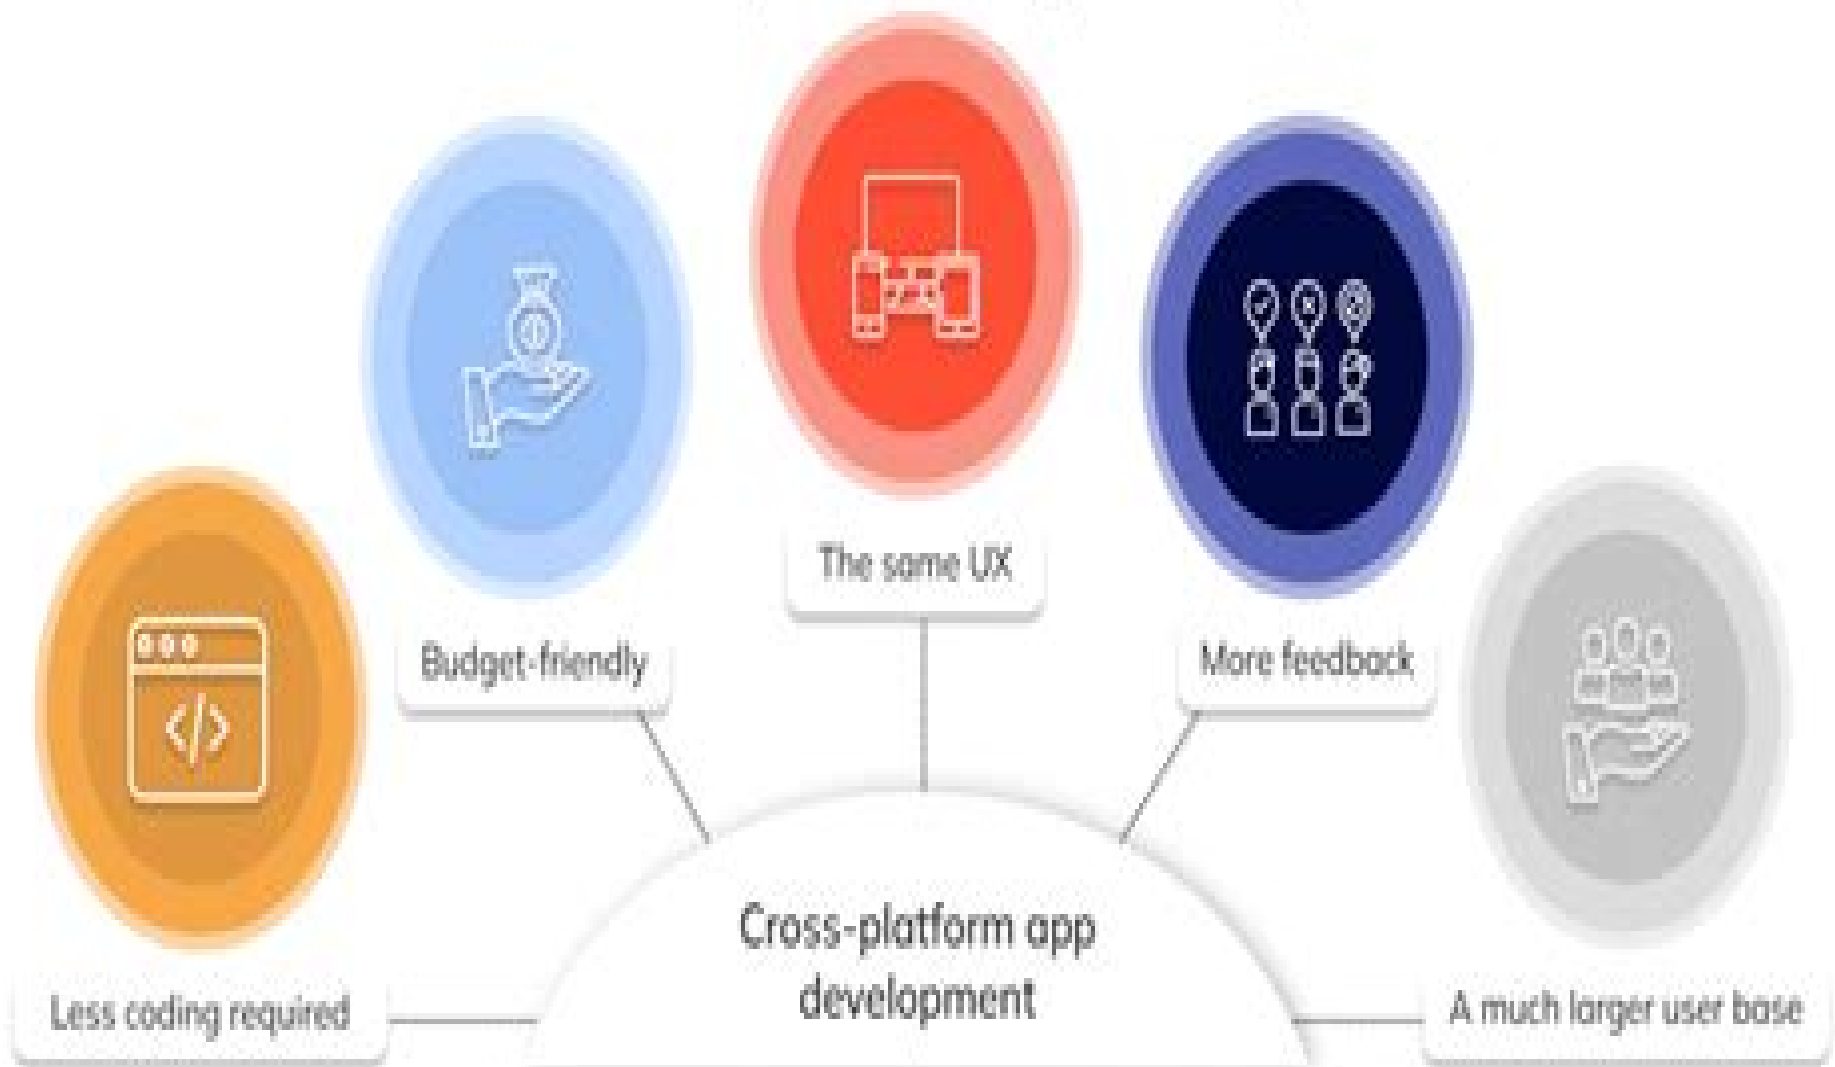 The same UX
Budget-friendly
More feedback
Cross-platform app
development
Less coding required
A much larger user base